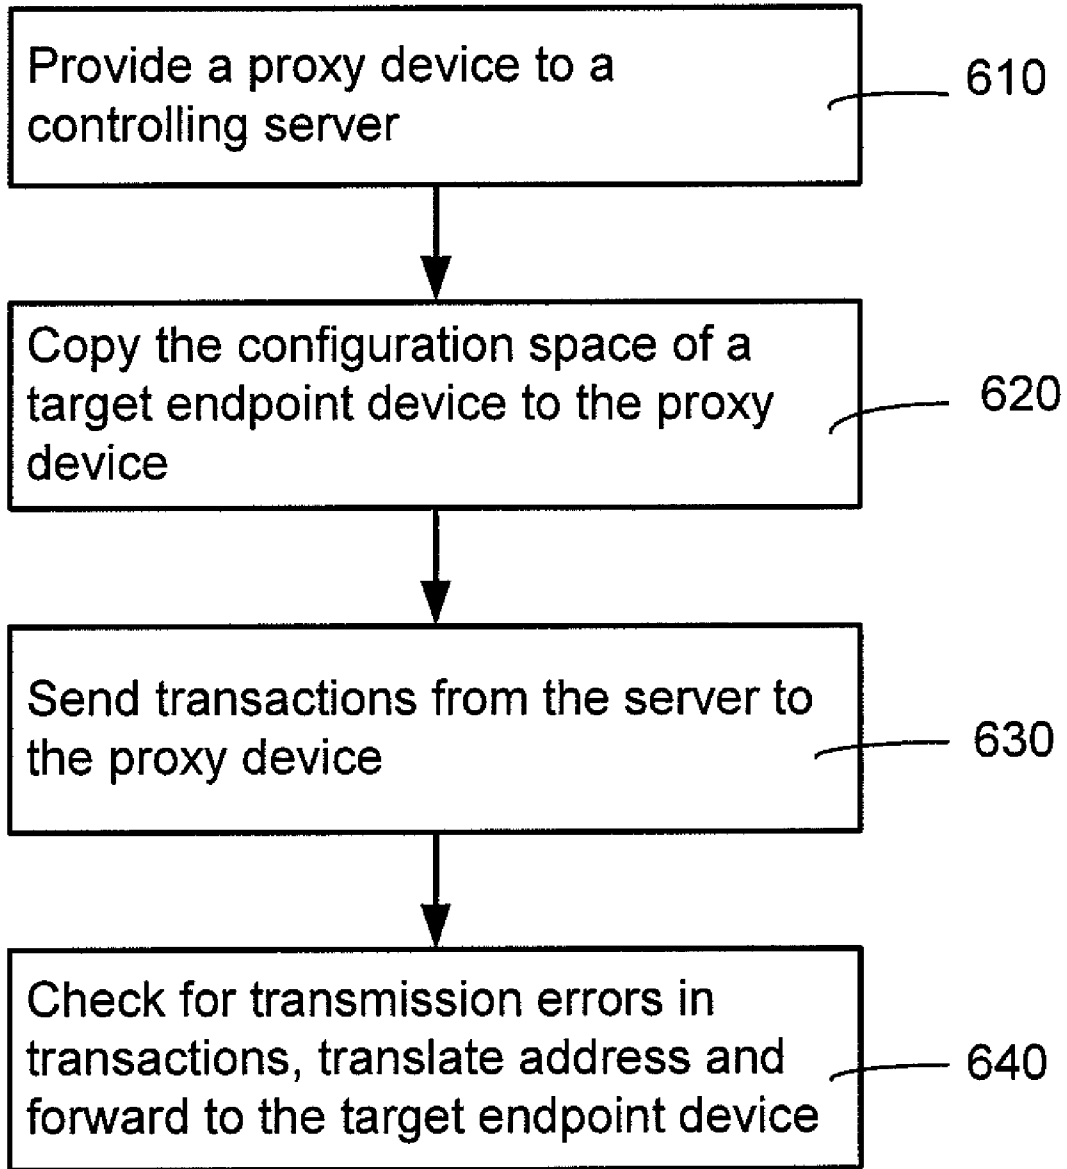 Provide a proxy device to a
controlling server
610
Copy the configuration space of a
target endpoint device to the proxy
device
620
Send transactions from the server to
the proxy device
630
Check for transmission errors in
transactions, translate address and
forward to the target endpoint device
640